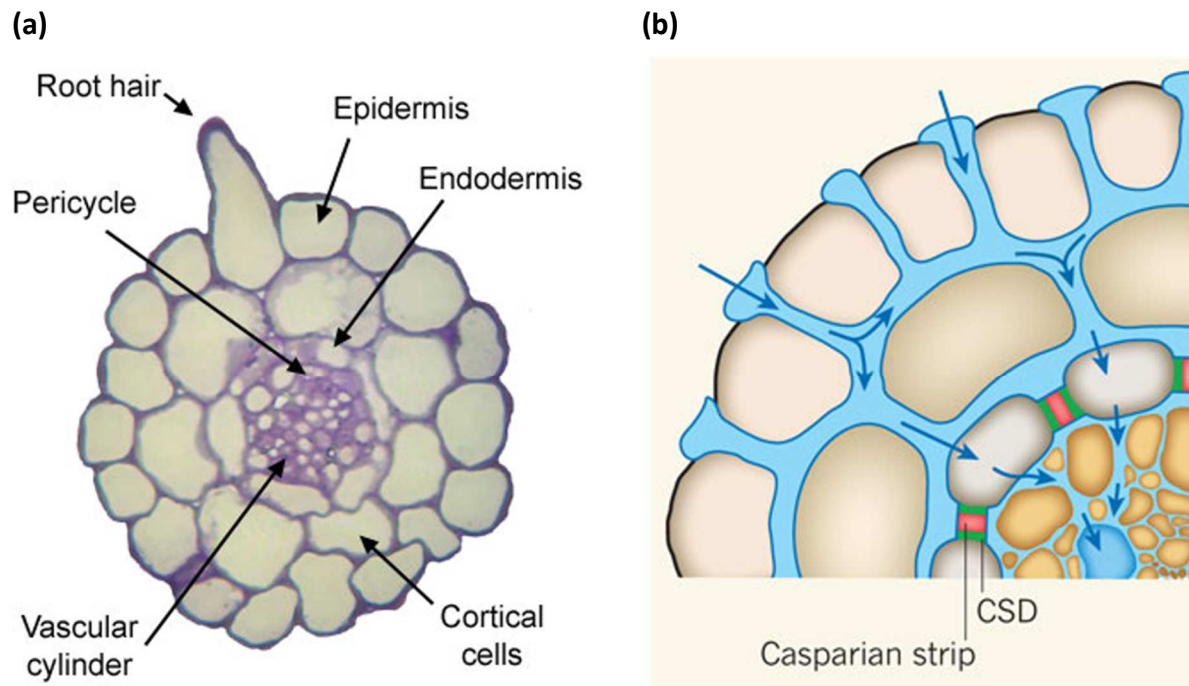 (a)
Root hair
Epidermis
Endodermis
Pericycle
Vascular
cylinder
Cortical
cells
(b)
CSD
Casparian strip